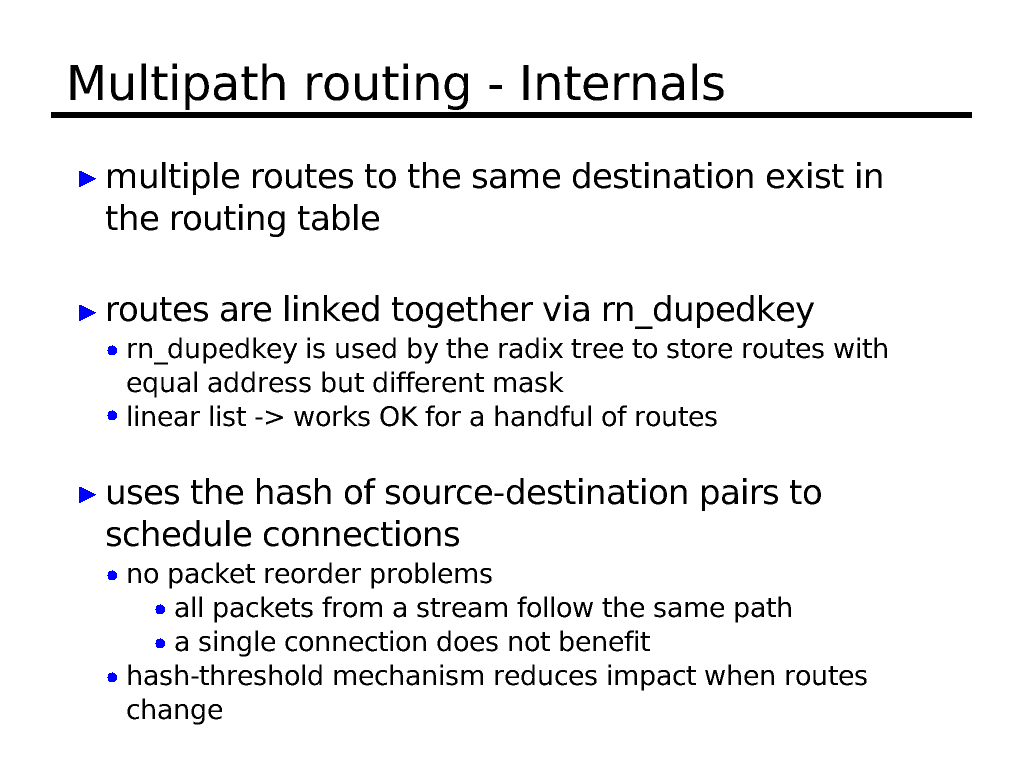 Multipath routing - Internals
multiple routes to the same destination exist in
the routing table
routes are linked together via rn_dupedkey
rn_dupedkey is used by the radix tree to store routes with
equal address but different mask
linear list -> works OK for a handful of routes
uses the hash of source-destination pairs to
schedule connections
no packet reorder problems
all packets from a stream follow the same path
a single connection does not benefit
hash-threshold mechanism reduces impact when routes
change